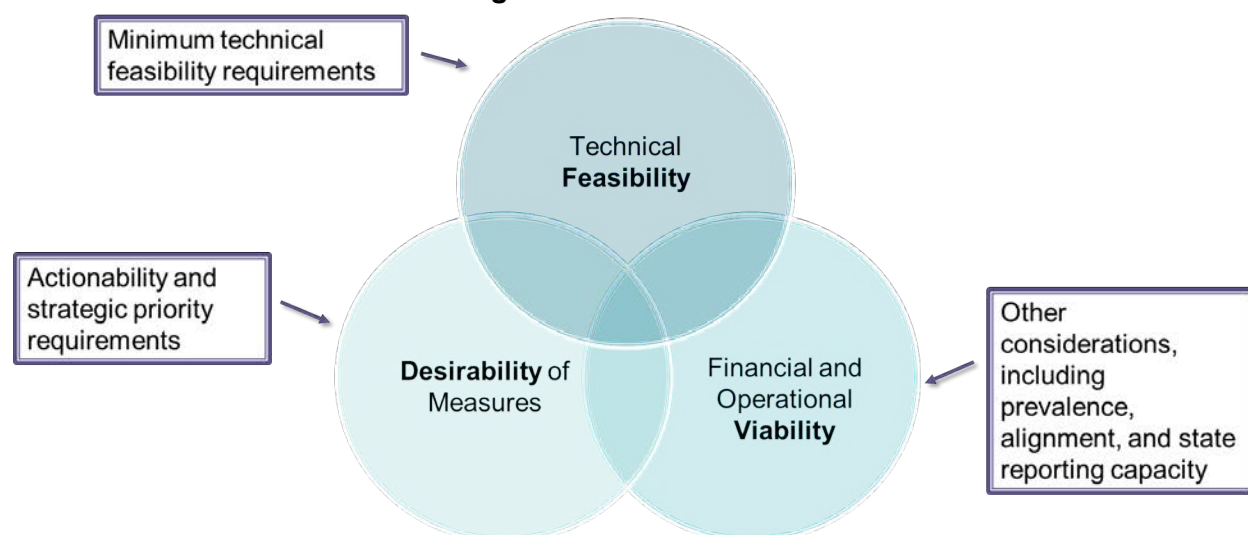 Minimum technical
feasibility requirements
Technical
Feasibility
Actionability and
strategic priority
requirements
Desirability of
Measures
Financial and
Operational
Viability
Other
considerations,
including
prevalence,
alignment, and state
reporting capacity